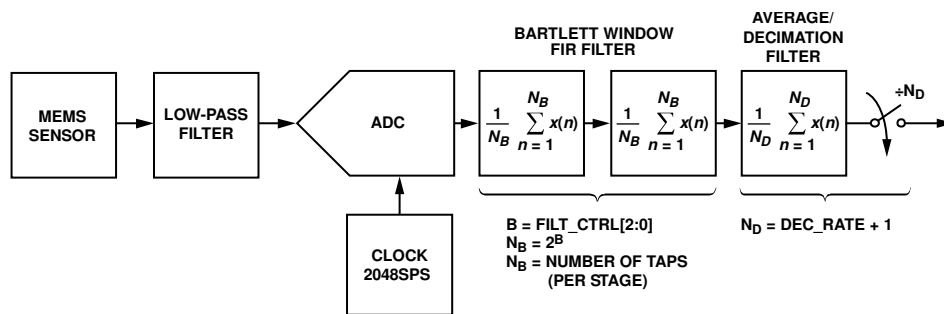 BARTLETT WINDOW
FIR FILTER
AVERAGE/
DECIMATION
FILTER
MEMS
SENSOR
LOW-PASS
FILTER
ADC
1/N_B N_B ∑ n = 1 x(n)
1/N_B N_B ∑ n = 1 x(n)
1/N_D N_D ∑ n = 1 x(n)
÷N_D
CLOCK
2048SPS
B = FILT_CTRL[2:0]
N_B = 2^B
N_B = NUMBER OF TAPS
(PER STAGE)
N_D = DEC_RATE + 1